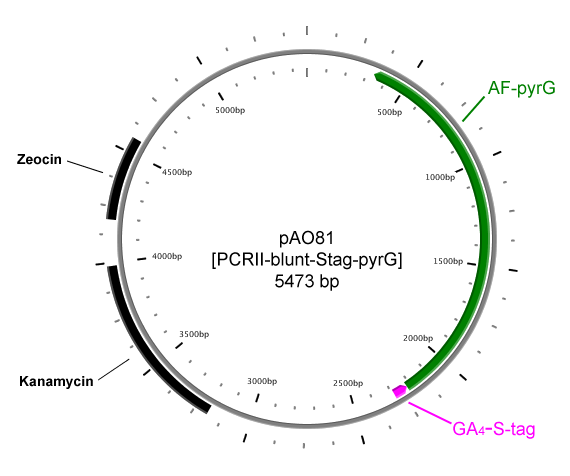 AF-pyrG
500bp
5000bp
Zeocin
4500bp
1000bp
pAO81
[PCRII-blunt-Stag-pyrG]
5473 bp
4000bp
1500bp
3500bp
2000bp
Kanamycin
3000bp
2500bp
GA4-S-tag